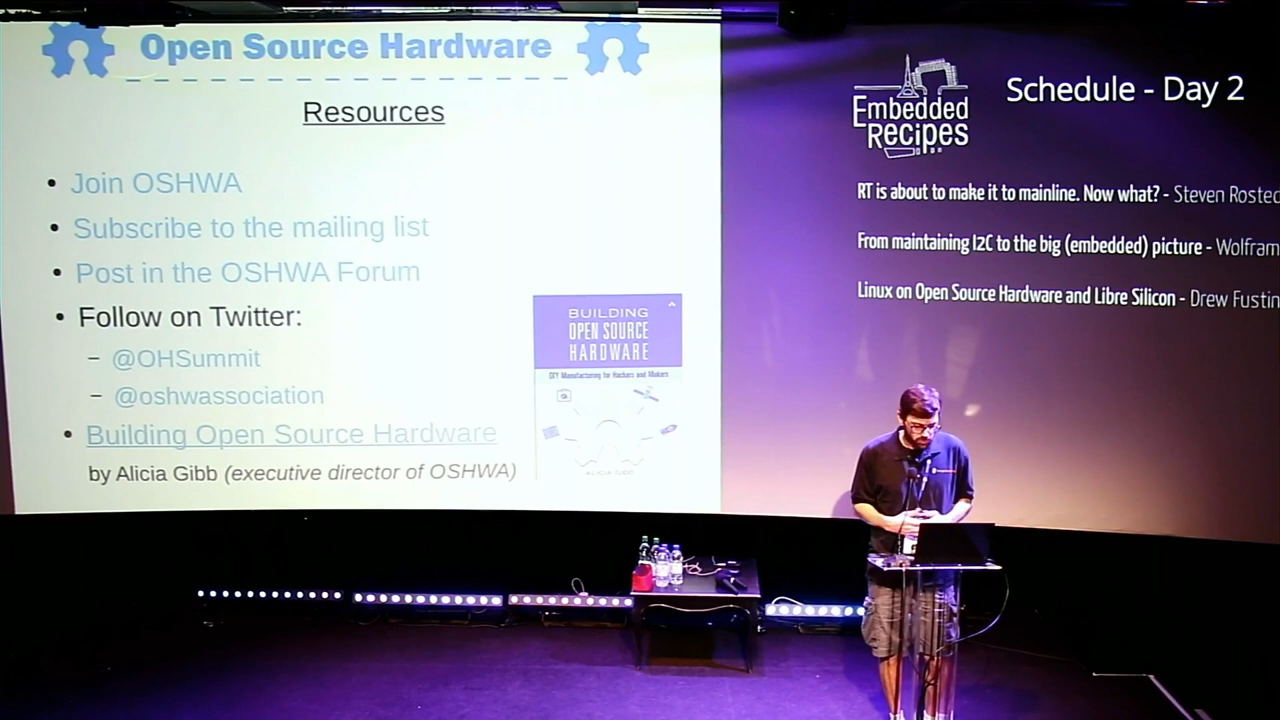 Open Source Hardware
Resources
• Join OSHWA
• Subscribe to the mailing list
• Post in the OSHWA Forum
• Follow on Twitter:
– @OHSummit
– @oshwassociation
• Building Open Source Hardware
by Alicia Gibb (executive director of OSHWA)
BUILDING
OPEN SOURCE
HARDWARE
DIY Manufacturing for Hackers and Makers
ALICIA GIBB
Embedded
Recipes
Schedule - Day 2
RT is about to make it to mainline. Now what? - Steven Rosted
From maintaining I2C to the big (embedded) picture - Wolfram
Linux on Open Source Hardware and Libre Silicon - Drew Fustin